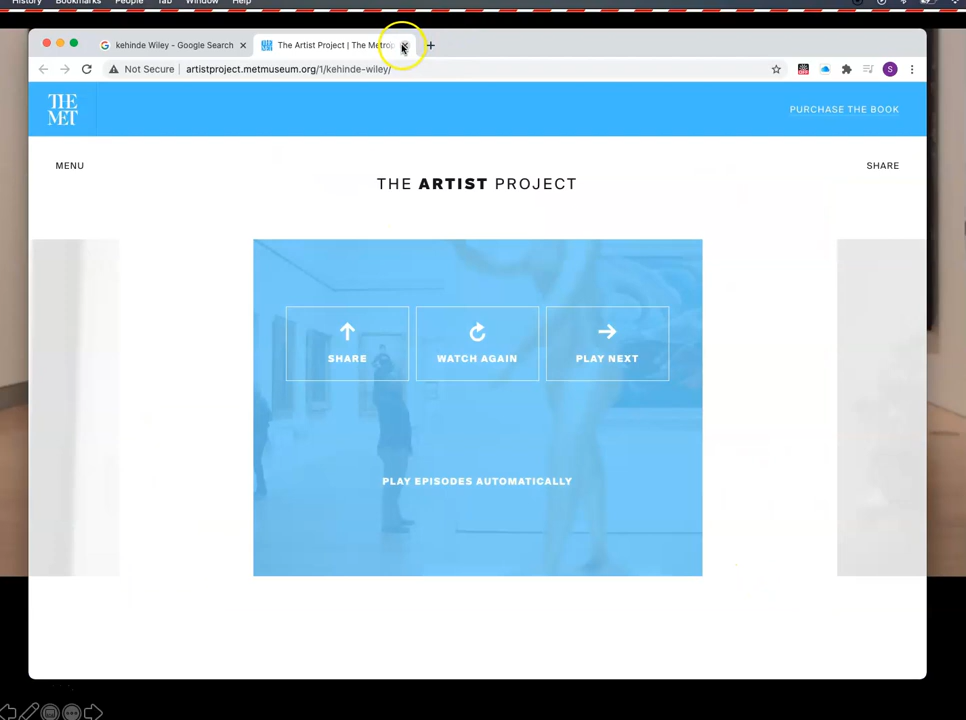 History Bookmarks People Tab Window Help
kehinde Wiley - Google Search
The Artist Project | The Metrop
Not Secure | artistproject.metmuseum.org/1/kehinde-wiley/
S
THE MET
PURCHASE THE BOOK
MENU
SHARE
THE ARTIST PROJECT
SHARE
WATCH AGAIN
PLAY NEXT
PLAY EPISODES AUTOMATICALLY